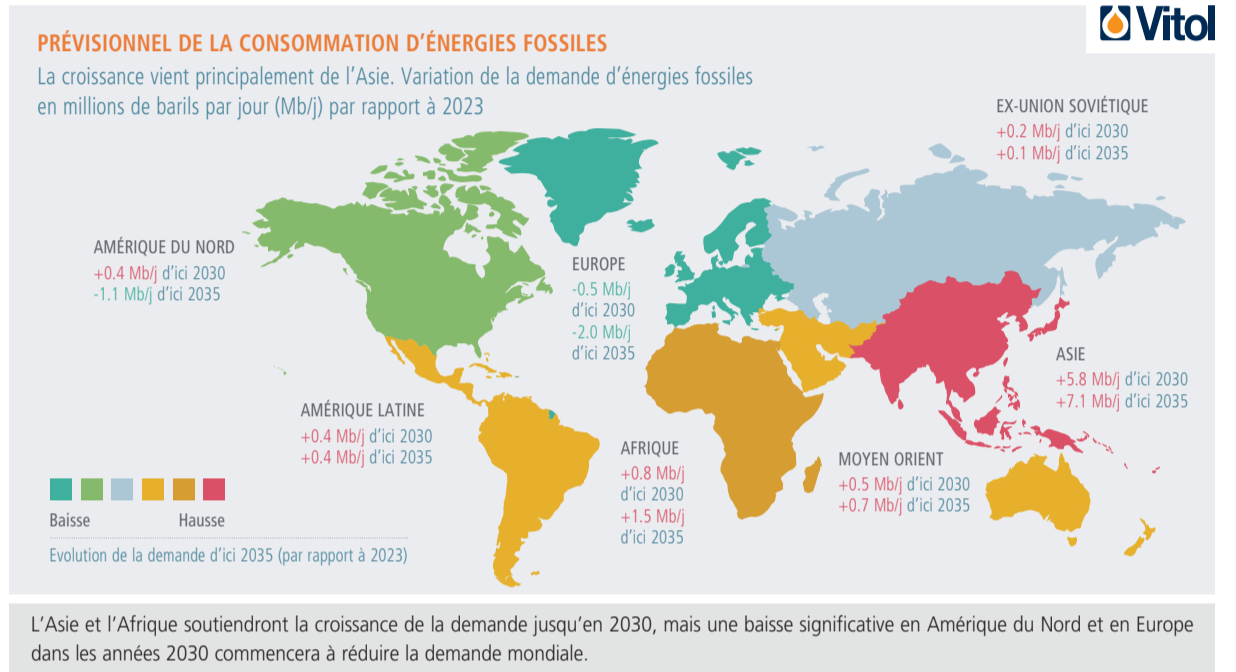 Vitol
PRÉVISIONNEL DE LA CONSOMMATION D'ÉNERGIES FOSSILES
La croissance vient principalement de l'Asie. Variation de la demande d'énergies fossiles
en millions de barils par jour (Mb/j) par rapport à 2023
EX-UNION SOVIÉTIQUE
+0.2 Mb/j d'ici 2030
+0.1 Mb/j d'ici 2035
AMÉRIQUE DU NORD
+0.4 Mb/j d'ici 2030
-1.1 Mb/j d'ici 2035
EUROPE
-0.5 Mb/j
d'ici 2030
-2.0 Mb/j
d'ici 2035
ASIE
+5.8 Mb/j d'ici 2030
+7.1 Mb/j d'ici 2035
AMÉRIQUE LATINE
+0.4 Mb/j d'ici 2030
+0.4 Mb/j d'ici 2035
AFRIQUE
+0.8 Mb/j
d'ici 2030
+1.5 Mb/j
d'ici 2035
MOYEN ORIENT
+0.5 Mb/j d'ici 2030
+0.7 Mb/j d'ici 2035
Baisse Hausse
Evolution de la demande d'ici 2035 (par rapport à 2023)
L'Asie et l'Afrique soutiendront la croissance de la demande jusqu'en 2030, mais une baisse significative en Amérique du Nord et en Europe
dans les années 2030 commencera à réduire la demande mondiale.